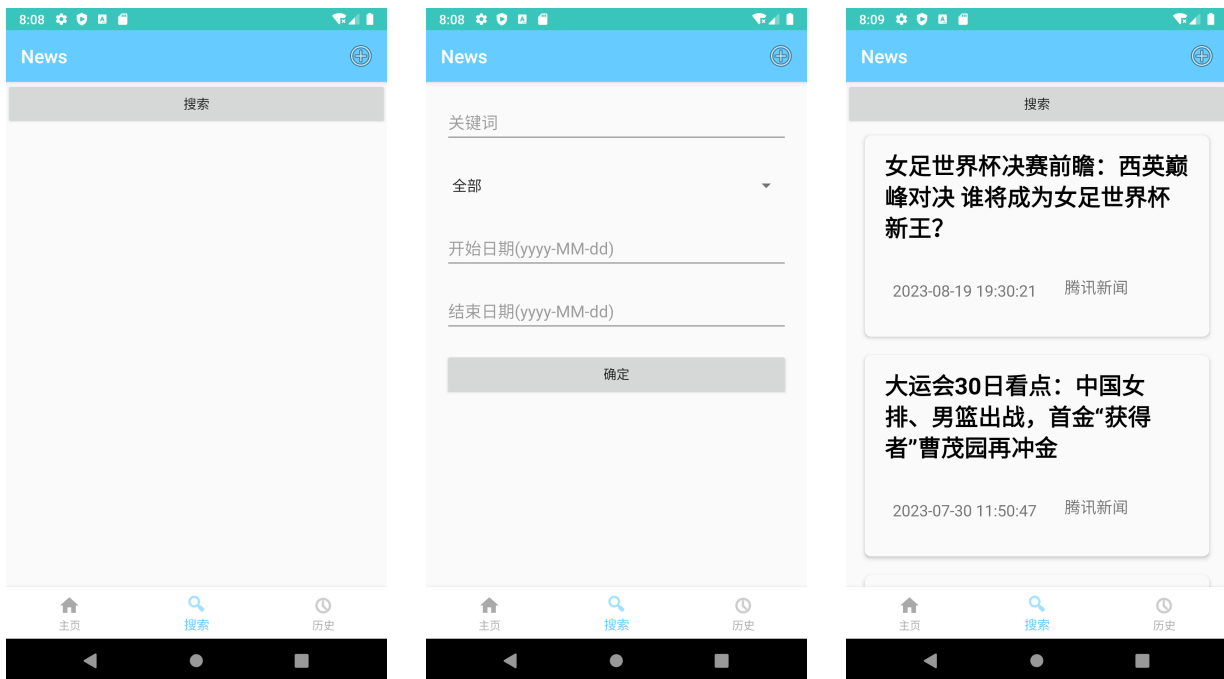 8:08
News
搜索
主页
搜索
历史
8:08
News
关键词
全部
开始日期(yyyy-MM-dd)
结束日期(yyyy-MM-dd)
确定
主页
搜索
历史
8:09
News
搜索
女足世界杯决赛前瞻：西英巅
峰对决 谁将成为女足世界杯
新王？
2023-08-19 19:30:21 腾讯新闻
大运会30日看点：中国女
排、男篮出战，首金“获得
者”曹茂园再冲金
2023-07-30 11:50:47 腾讯新闻
主页
搜索
历史